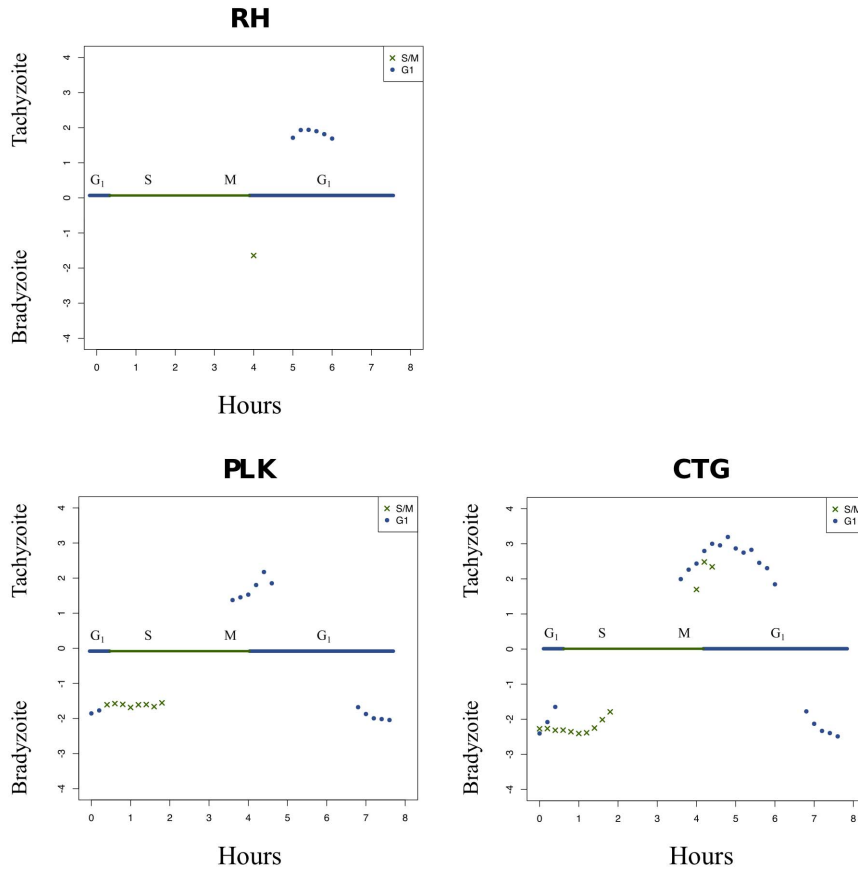 RH
Tachyzoite
Bradyzoite
4
3
2
1
0
-1
-2
-3
-4
S/M
G1
G1 S M G1
0 1 2 3 4 5 6 7 8
Hours
PLK
Tachyzoite
Bradyzoite
4
3
2
1
0
-1
-2
-3
-4
S/M
G1
G1 S M G1
0 1 2 3 4 5 6 7 8
Hours
CTG
Tachyzoite
Bradyzoite
4
3
2
1
0
-1
-2
-3
-4
S/M
G1
G1 S M G1
0 1 2 3 4 5 6 7 8
Hours